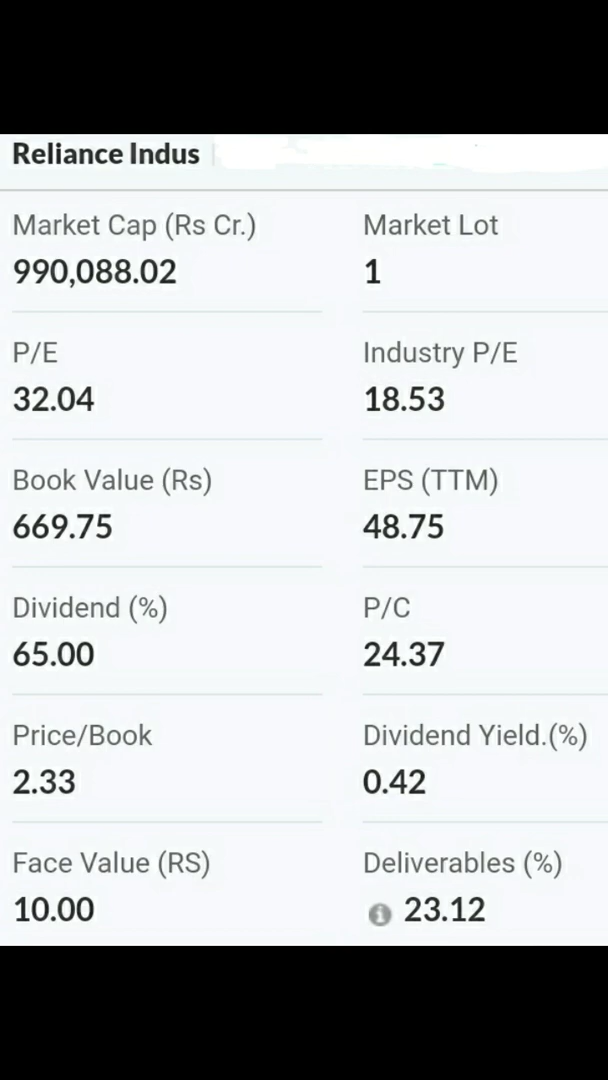 Reliance Indus
Market Cap (Rs Cr.)
990,088.02
Market Lot
1
P/E
32.04
Industry P/E
18.53
Book Value (Rs)
669.75
EPS (TTM)
48.75
Dividend (%)
65.00
P/C
24.37
Price/Book
2.33
Dividend Yield.(%)
0.42
Face Value (RS)
10.00
Deliverables (%)
23.12